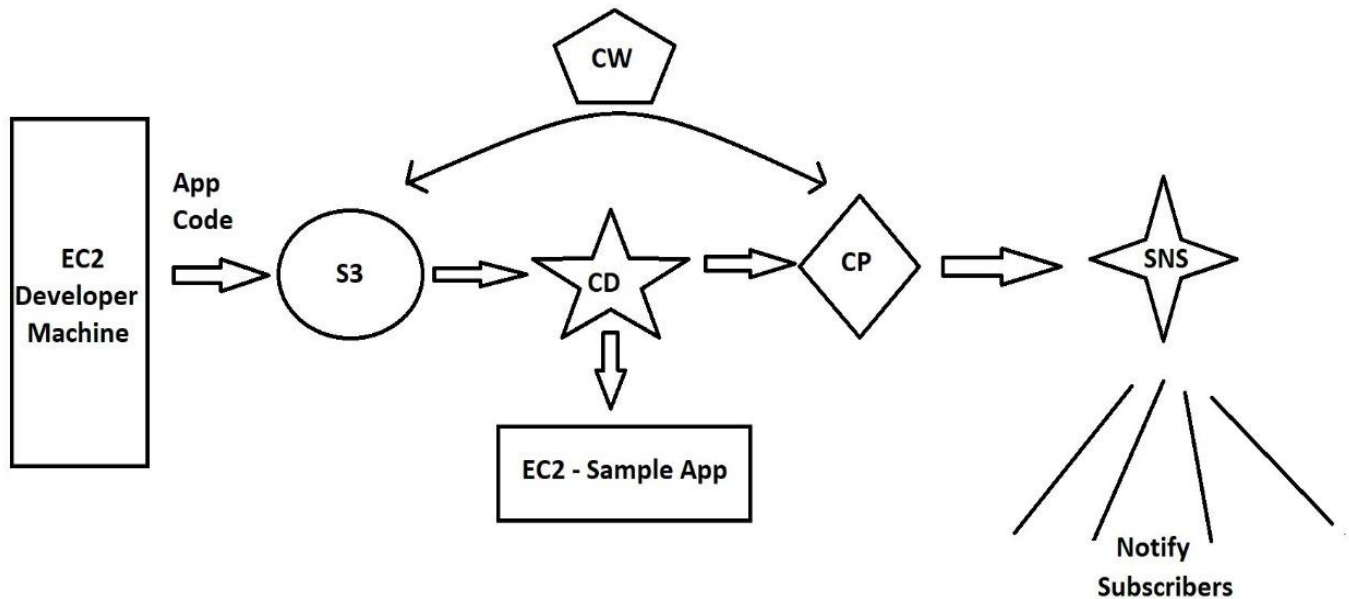 CW
App
Code
EC2
Developer
Machine
S3
CD
CP
SNS
EC2 - Sample App
Notify
Subscribers